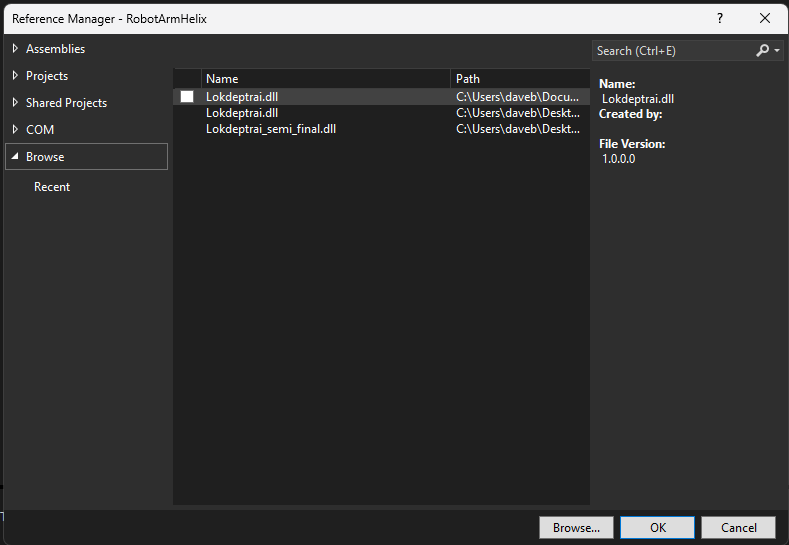 Reference Manager - RobotArmHelix
Assemblies
Projects
Shared Projects
COM
Browse
Recent
Name Path
Lokdeptrai.dll C:\Users\daveb\Docu...
Lokdeptrai.dll C:\Users\daveb\Deskt...
Lokdeptrai_semi_final.dll C:\Users\daveb\Deskt...
Search (Ctrl+E)
Name:
Lokdeptrai.dll
Created by:
File Version:
1.0.0.0
Browse... OK Cancel